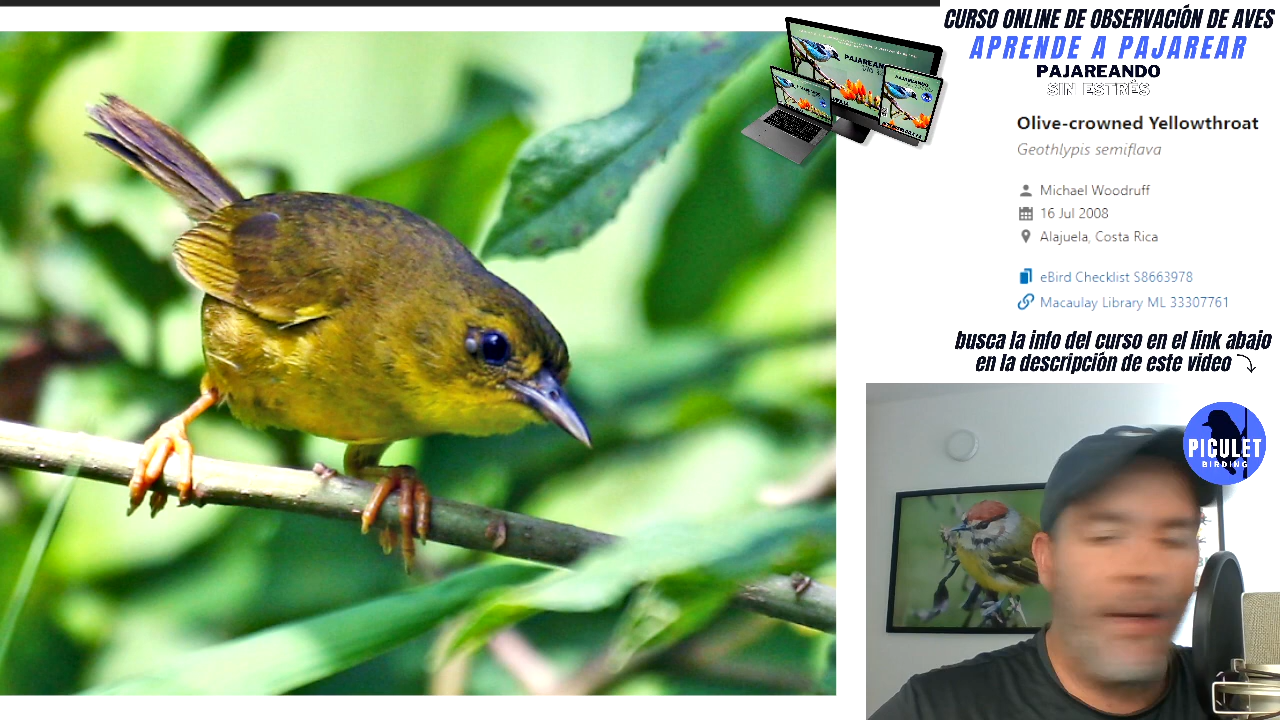 CURSO ONLINE DE OBSERVACIÓN DE AVES
APRENDE A PAJAREAR
PAJAREANDO
SIN ESTRÉS
Olive-crowned Yellowthroat
Geothlypis semiflava
Michael Woodruff
16 Jul 2008
Alajuela, Costa Rica
eBird Checklist S8663978
Macaulay Library ML 33307761
busca la info del curso en el link abajo
en la descripción de este video
PICULET
BIRDING